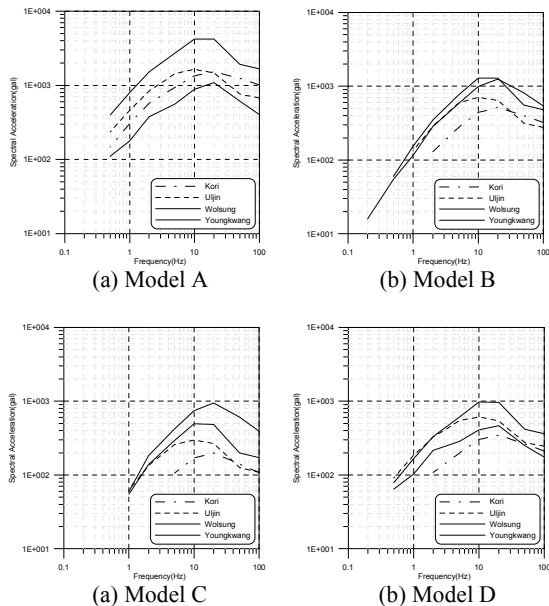 1E+004
1E+003
1E+002
1E+001
Spectral Acceleration(gal)
Kori
Uljin
Wolsung
Youngkwang
0.1
1
10
100
Frequency(Hz)
(a) Model A
1E+004
1E+003
1E+002
1E+001
Spectral Acceleration(gal)
Kori
Uljin
Wolsung
Youngkwang
0.1
1
10
100
Frequency(Hz)
(b) Model B
1E+004
1E+003
1E+002
1E+001
Spectral Acceleration(gal)
Kori
Uljin
Wolsung
Youngkwang
0.1
1
10
100
Frequency(Hz)
(a) Model C
1E+004
1E+003
1E+002
1E+001
Spectral Acceleration(gal)
Kori
Uljin
Wolsung
Youngkwang
0.1
1
10
100
Frequency(Hz)
(b) Model D